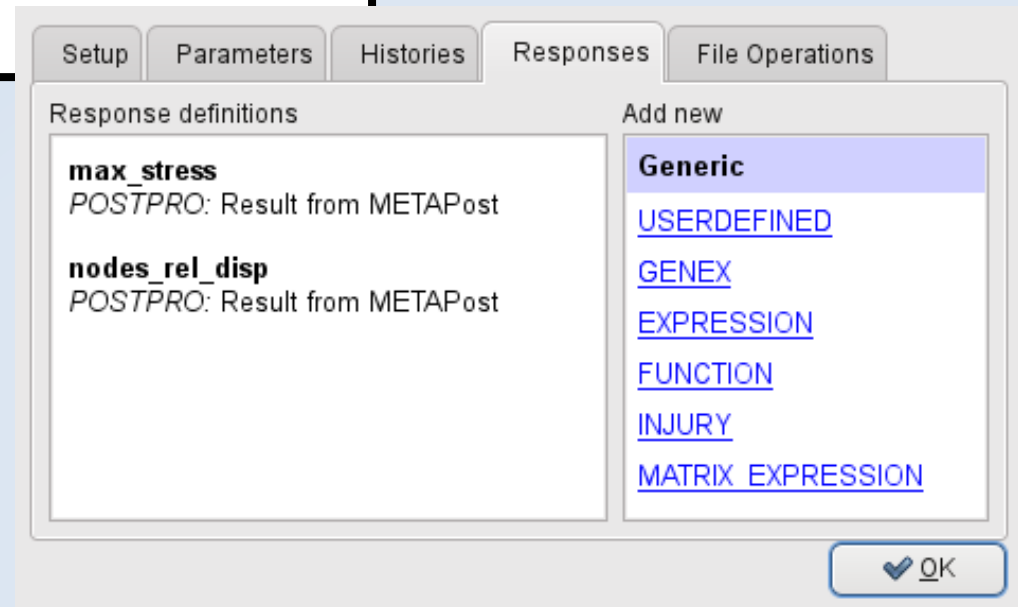 Setup Parameters Histories Responses File Operations
Response definitions
max_stress
POSTPRO: Result from METAPost
nodes_rel_disp
POSTPRO: Result from METAPost
Add new
Generic
USERDEFINED
GENEX
EXPRESSION
FUNCTION
INJURY
MATRIX_EXPRESSION
OK